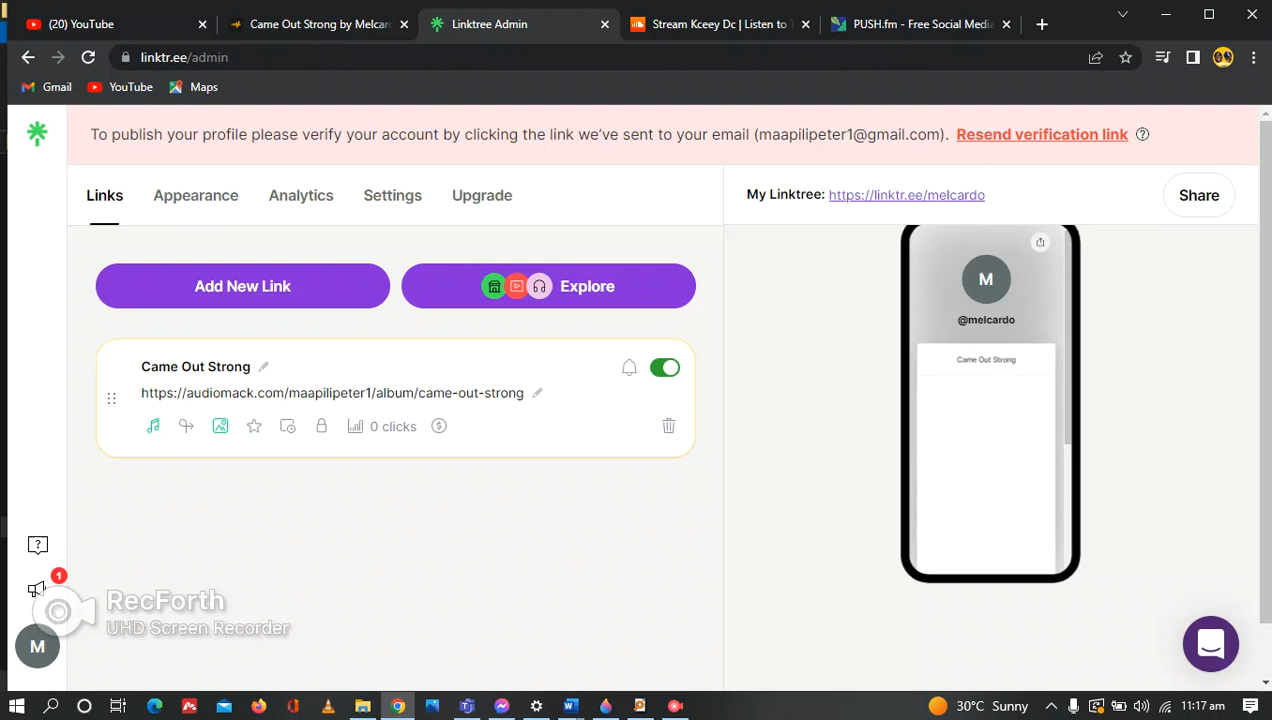 (20) YouTube
Came Out Strong by Melcar
Linktree Admin
Stream Kceey Dc | Listen to
PUSH.fm - Free Social Media
linktr.ee/admin
Gmail
YouTube
Maps
To publish your profile please verify your account by clicking the link we've sent to your email (maapilipeter1@gmail.com). Resend verification link
Links
Appearance
Analytics
Settings
Upgrade
My Linktree: https://linktr.ee/melcardo
Share
Add New Link
Explore
M
@melcardo
Came Out Strong
Came Out Strong
https://audiomack.com/maapilipeter1/album/came-out-strong
0 clicks
1
RecForth
UHD Screen Recorder
M
30°C Sunny
11:17 am